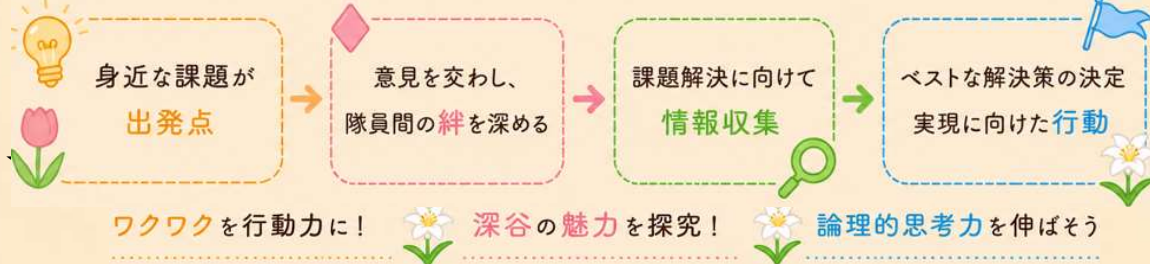 身近な課題が
出発点
意見を交わし、
隊員間の絆を深める
課題解決に向けて
情報収集
ベストな解決策の決定
実現に向けた行動
ワクワクを行動力に!
深谷の魅力を探究!
論理的思考力を伸ばそう